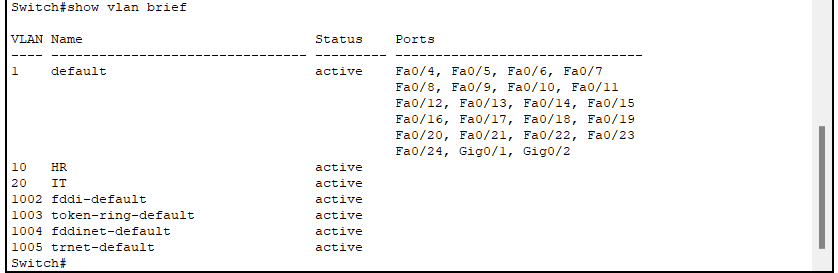 Switch#show vlan brief
VLAN Name                             Status    Ports
---- -------------------------------- --------- -------------------------------
1    default                          active    Fa0/4, Fa0/5, Fa0/6, Fa0/7
                                                Fa0/8, Fa0/9, Fa0/10, Fa0/11
                                                Fa0/12, Fa0/13, Fa0/14, Fa0/15
                                                Fa0/16, Fa0/17, Fa0/18, Fa0/19
                                                Fa0/20, Fa0/21, Fa0/22, Fa0/23
                                                Fa0/24, Gig0/1, Gig0/2
10   HR                               active
20   IT                               active
1002 fddi-default                     active
1003 token-ring-default               active
1004 fddinet-default                  active
1005 trnet-default                    active
Switch#